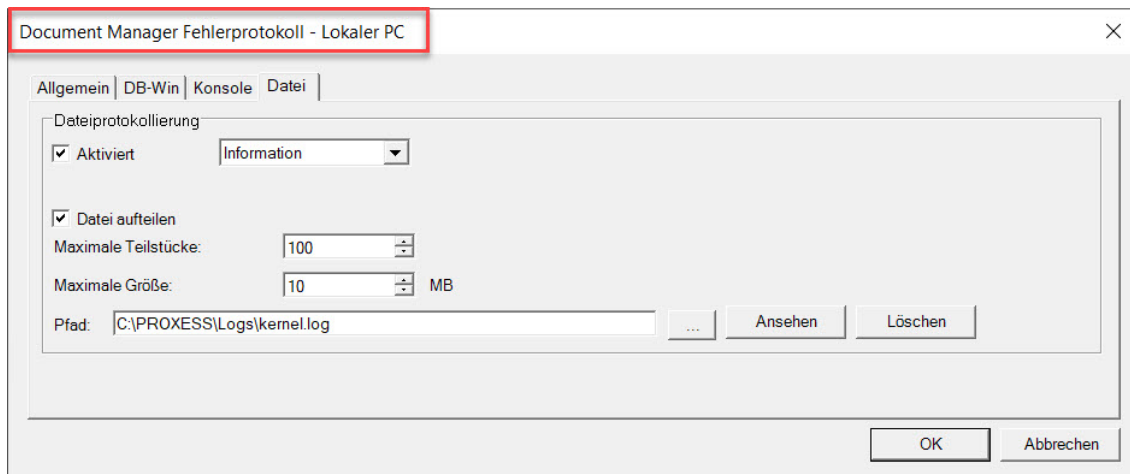 Document Manager Fehlerprotokoll - Lokaler PC
Allgemein DB-Win Konsole Datei
Dateiprotokollierung
Aktiviert Information
Datei aufteilen
Maximale Teilstücke: 100
Maximale Größe: 10 MB
Pfad: C:\PROXESS\Logs\kernel.log ... Ansehen Löschen
OK Abbrechen